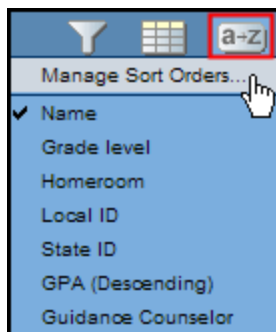 a→Z
Manage Sort Orders...
Name
Grade level
Homeroom
Local ID
State ID
GPA (Descending)
Guidance Counselor